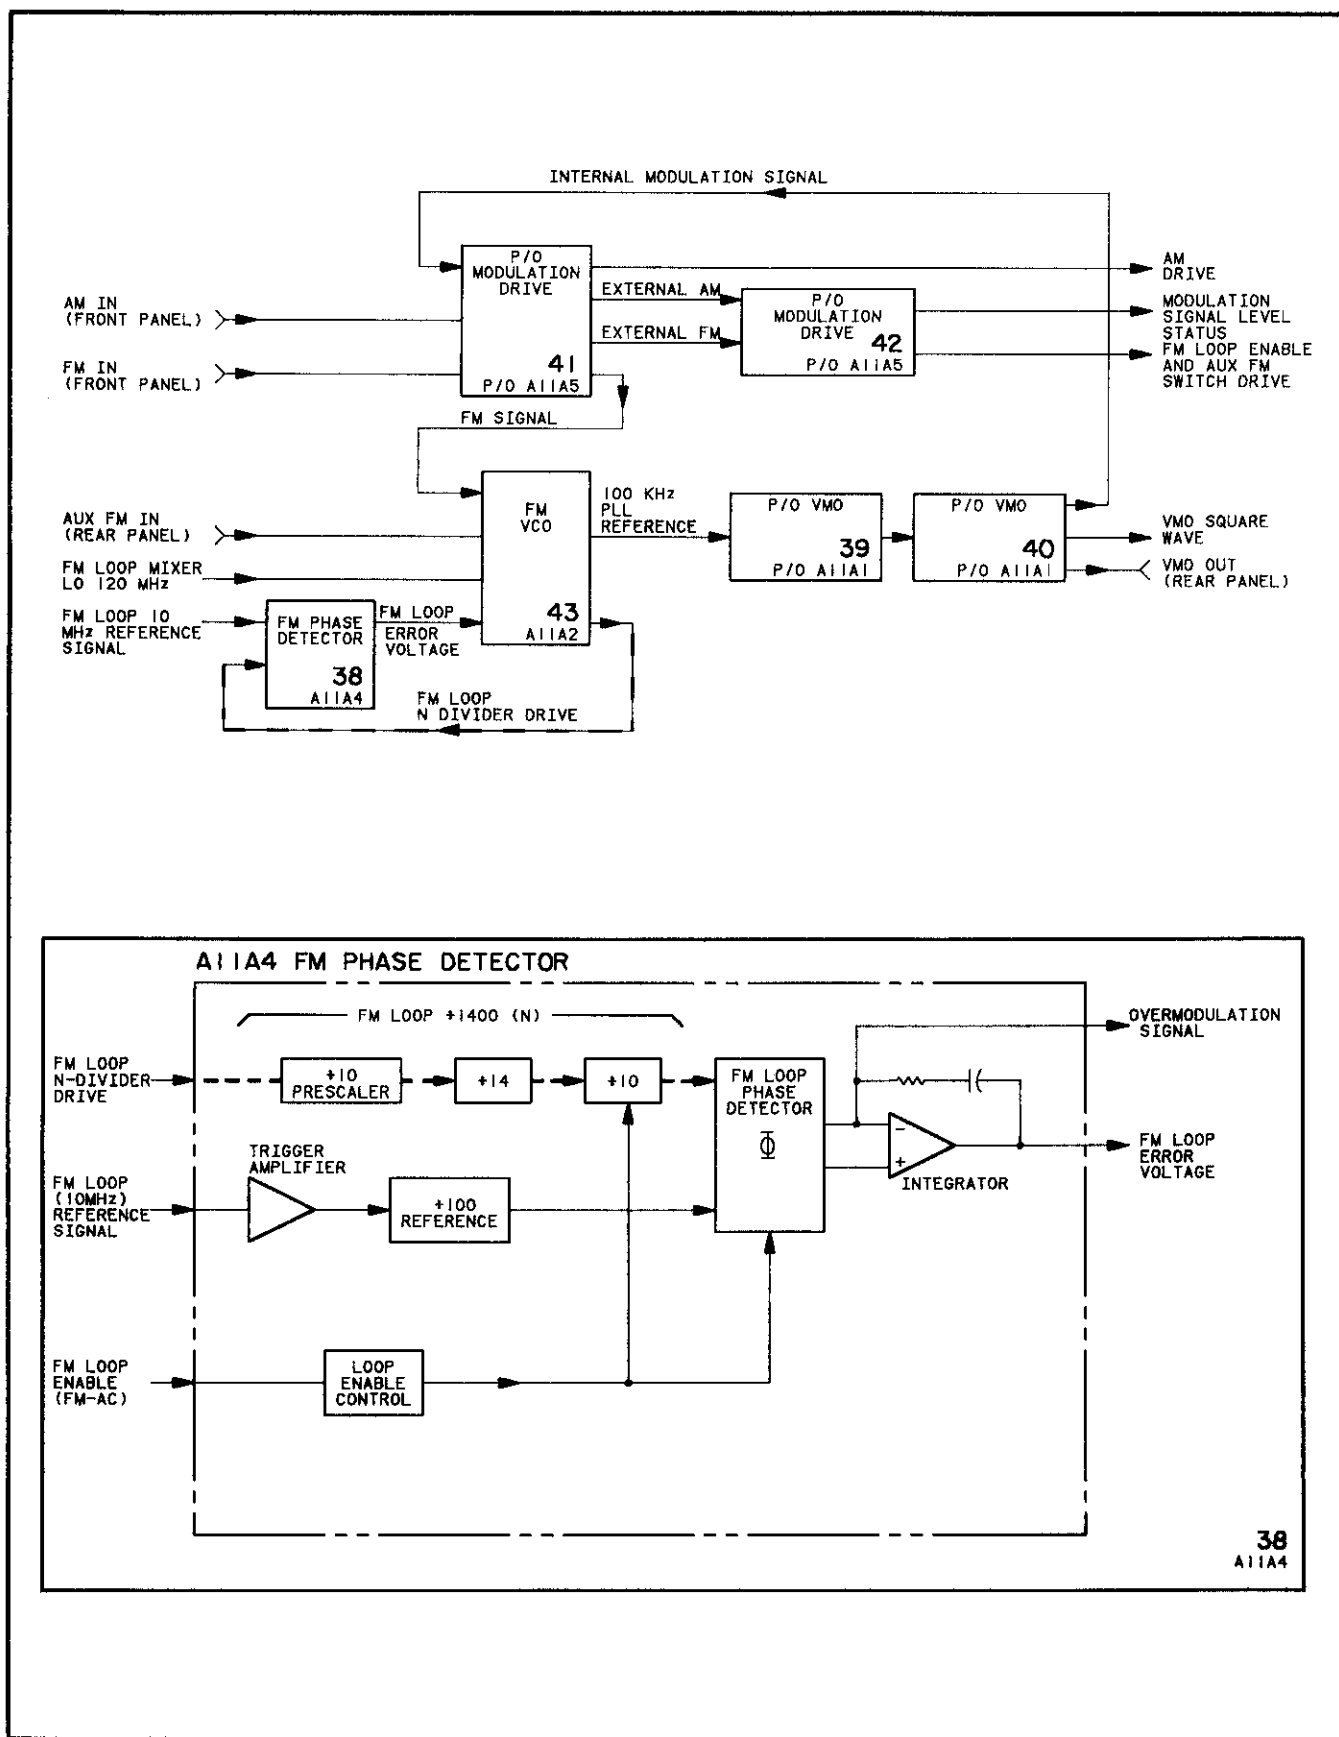 INTERNAL MODULATION SIGNAL
P/O
MODULATION
DRIVE
41
P/O A11A5
AM IN
(FRONT PANEL)
FM IN
(FRONT PANEL)
EXTERNAL AM
EXTERNAL FM
P/O
MODULATION
DRIVE
42
P/O A11A5
AM
DRIVE
MODULATION
SIGNAL LEVEL
STATUS
FM LOOP ENABLE
AND AUX FM
SWITCH DRIVE
FM SIGNAL
AUX FM IN
(REAR PANEL)
FM LOOP MIXER
LO 120 MHz
FM LOOP 10
MHz REFERENCE
SIGNAL
FM PHASE
DETECTOR
38
A11A4
FM LOOP
ERROR
VOLTAGE
FM
VCO
43
A11A2
100 KHz
PLL
REFERENCE
P/O VMO
39
P/O A11A1
P/O VMO
40
P/O A11A1
VMO SQUARE
WAVE
VMO OUT
(REAR PANEL)
FM LOOP
N DIVIDER DRIVE
A11A4 FM PHASE DETECTOR
FM LOOP ÷1400 (N)
FM LOOP
N-DIVIDER
DRIVE
÷10
PRESCALER
÷14
÷10
FM LOOP
PHASE
DETECTOR
Φ
OVERMODULATION
SIGNAL
-
+
INTEGRATOR
FM LOOP
ERROR
VOLTAGE
TRIGGER
AMPLIFIER
FM LOOP
(10MHz)
REFERENCE
SIGNAL
÷100
REFERENCE
FM LOOP
ENABLE
(FM-AC)
LOOP
ENABLE
CONTROL
38
A11A4